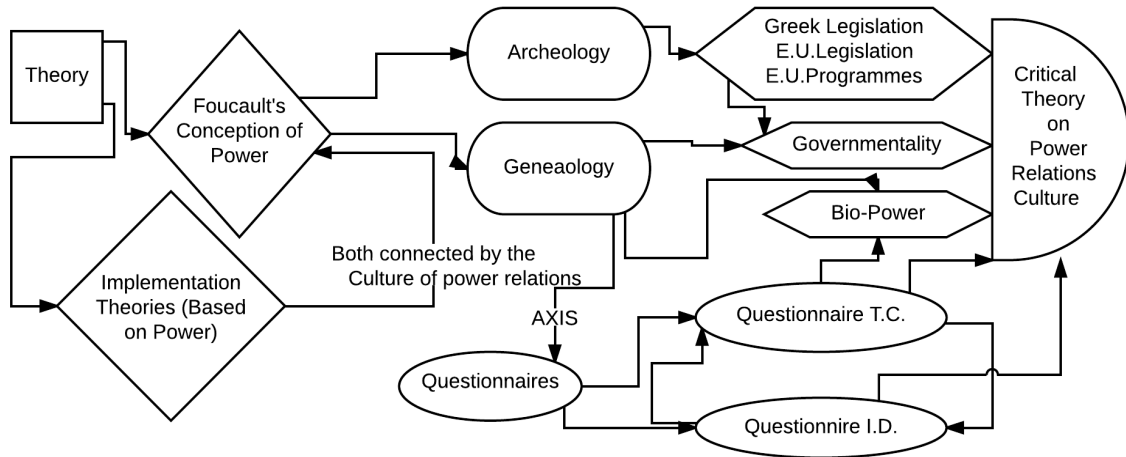 Theory
Foucault's
Conception of
Power
Implementation
Theories (Based
on Power)
Both connected by the
Culture of power relations
Archeology
Geneaology
AXIS
Questionnaires
Greek Legislation
E.U.Legislation
E.U.Programmes
Governmentality
Bio-Power
Questionnaire T.C.
Questionnire I.D.
Critical
Theory
on
Power
Relations
Culture